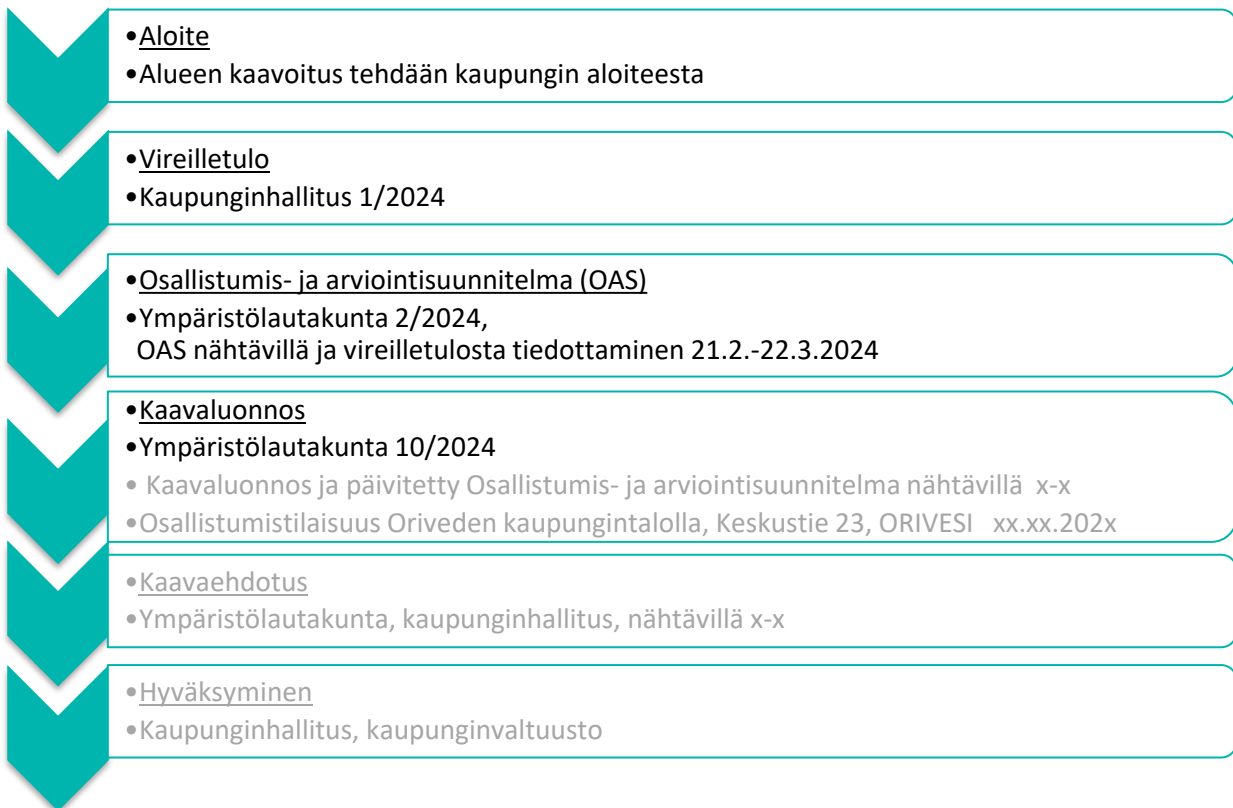 •Aloite
•Alueen kaavoitus tehdään kaupungin aloiteesta
•Vireilletulo
•Kaupunginhallitus 1/2024
•Osallistumis- ja arviointisuunnitelma (OAS)
•Ympäristölautakunta 2/2024,
OAS nähtävillä ja vireilletulosta tiedottaminen 21.2.-22.3.2024
•Kaavaluonnos
•Ympäristölautakunta 10/2024
• Kaavaluonnos ja päivitetty Osallistumis- ja arviointisuunnitelma nähtävillä x-x
•Osallistumistilaisuus Oriveden kaupungintalolla, Keskustie 23, ORIVESI xx.xx.202x
•Kaavaehdotus
•Ympäristölautakunta, kaupunginhallitus, nähtävillä x-x
•Hyväksyminen
•Kaupunginhallitus, kaupunginvaltuusto